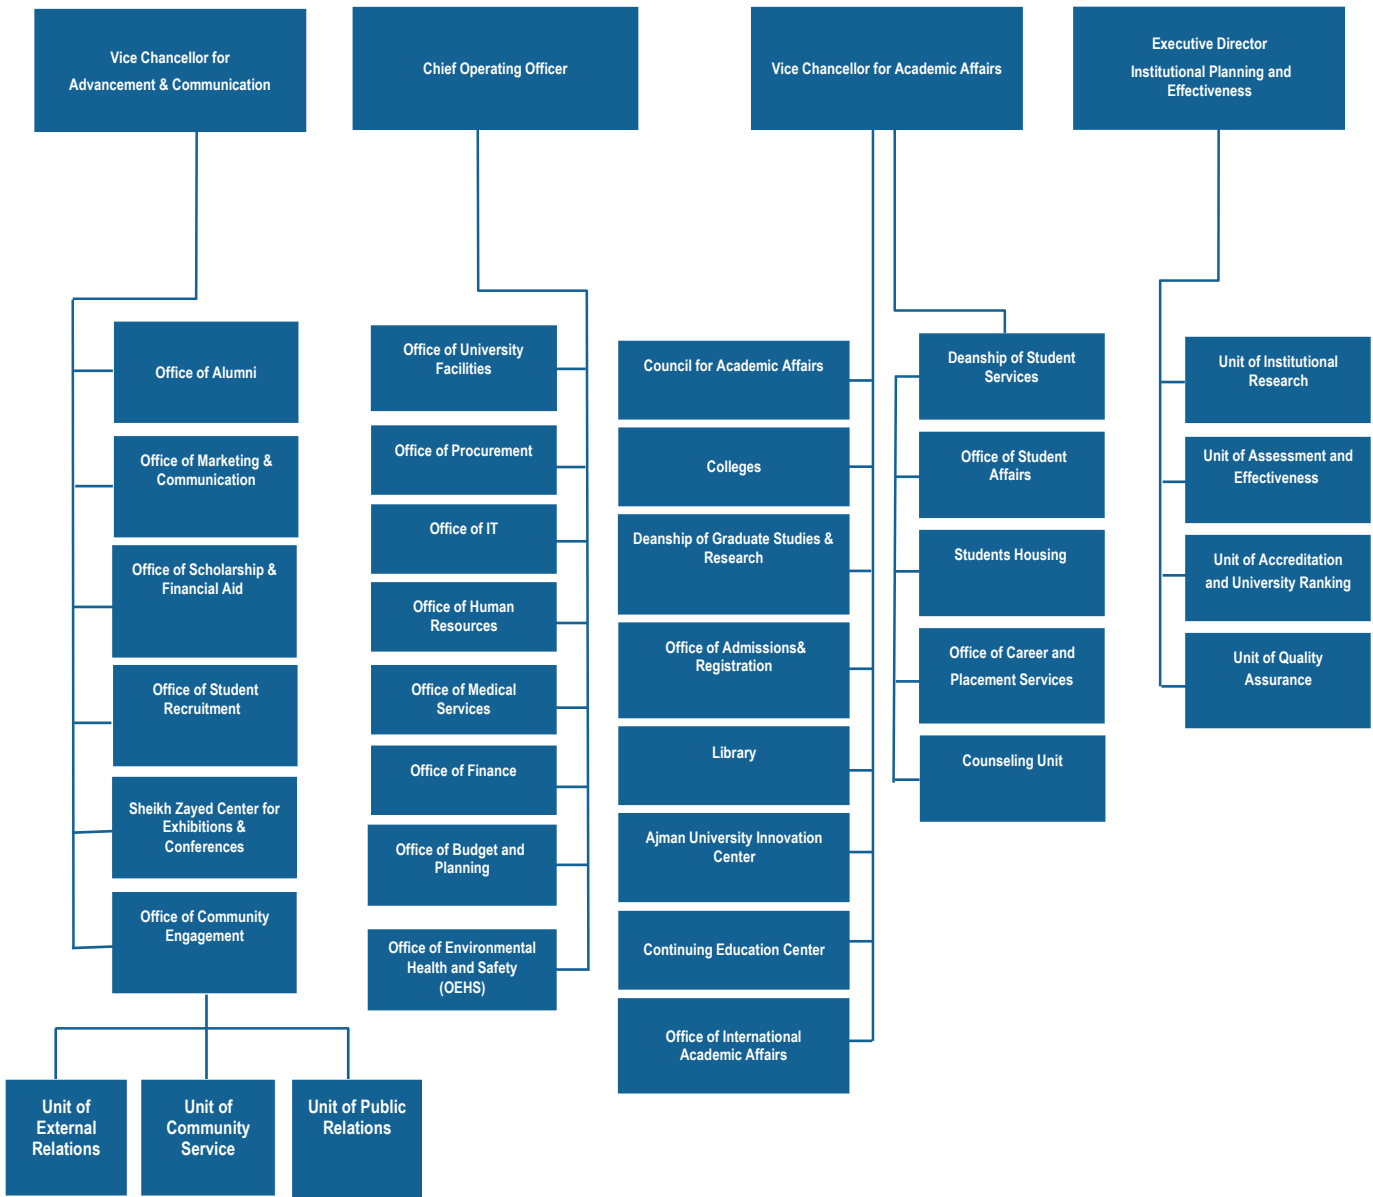 Vice Chancellor for
Advancement & Communication
Chief Operating Officer
Vice Chancellor for Academic Affairs
Executive Director
Institutional Planning and
Effectiveness
Office of Alumni
Office of Marketing &
Communication
Office of Scholarship &
Financial Aid
Office of Student
Recruitment
Sheikh Zayed Center for
Exhibitions &
Conferences
Office of Community
Engagement
Unit of
External
Relations
Unit of
Community
Service
Unit of Public
Relations
Office of University
Facilities
Office of Procurement
Office of IT
Office of Human
Resources
Office of Medical
Services
Office of Finance
Office of Budget and
Planning
Office of Environmental
Health and Safety
(OEHS)
Council for Academic Affairs
Colleges
Deanship of Graduate Studies &
Research
Office of Admissions&
Registration
Library
Ajman University Innovation
Center
Continuing Education Center
Office of International
Academic Affairs
Deanship of Student
Services
Office of Student
Affairs
Students Housing
Office of Career and
Placement Services
Counseling Unit
Unit of Institutional
Research
Unit of Assessment and
Effectiveness
Unit of Accreditation
and University Ranking
Unit of Quality
Assurance